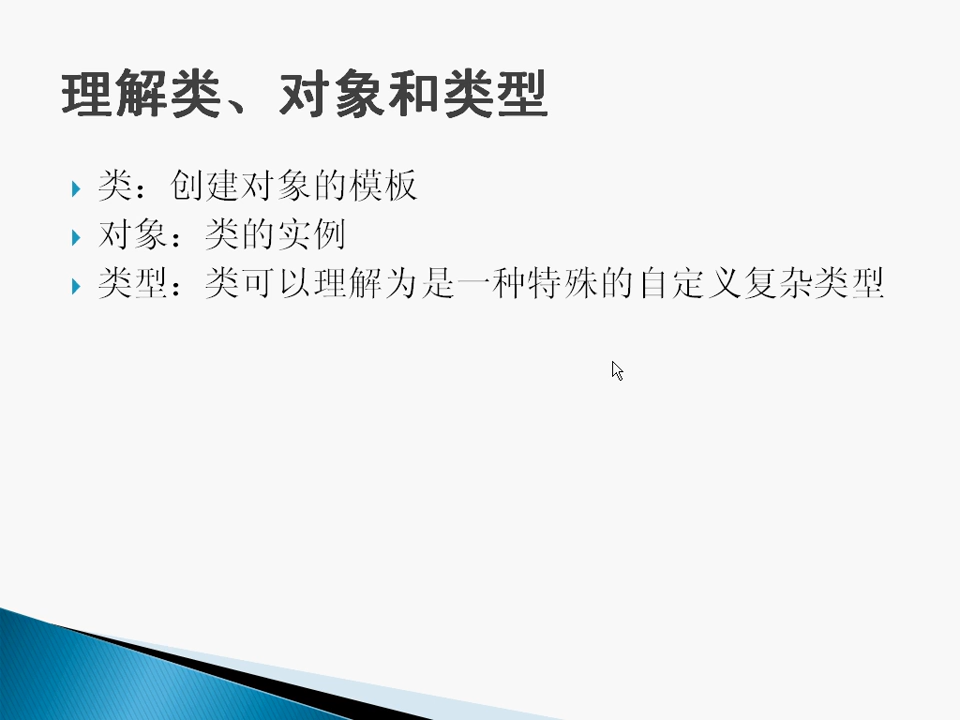 理解类、对象和类型
类：创建对象的模板
对象：类的实例
类型：类可以理解为是一种特殊的自定义复杂类型